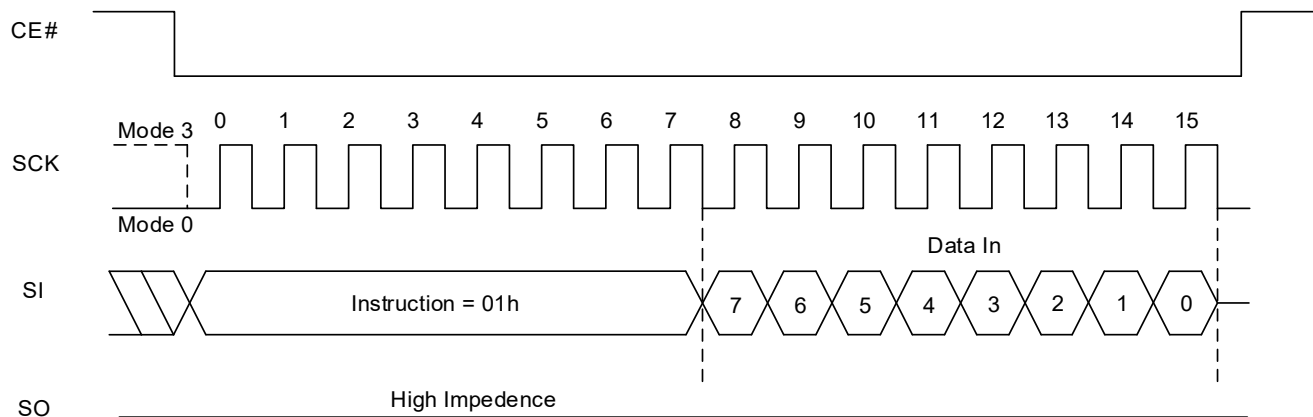 CE#
Mode 3
0 1 2 3 4 5 6 7 8 9 10 11 12 13 14 15
SCK
Mode 0
Data In
SI
Instruction = 01h
7 6 5 4 3 2 1 0
High Impedence
SO